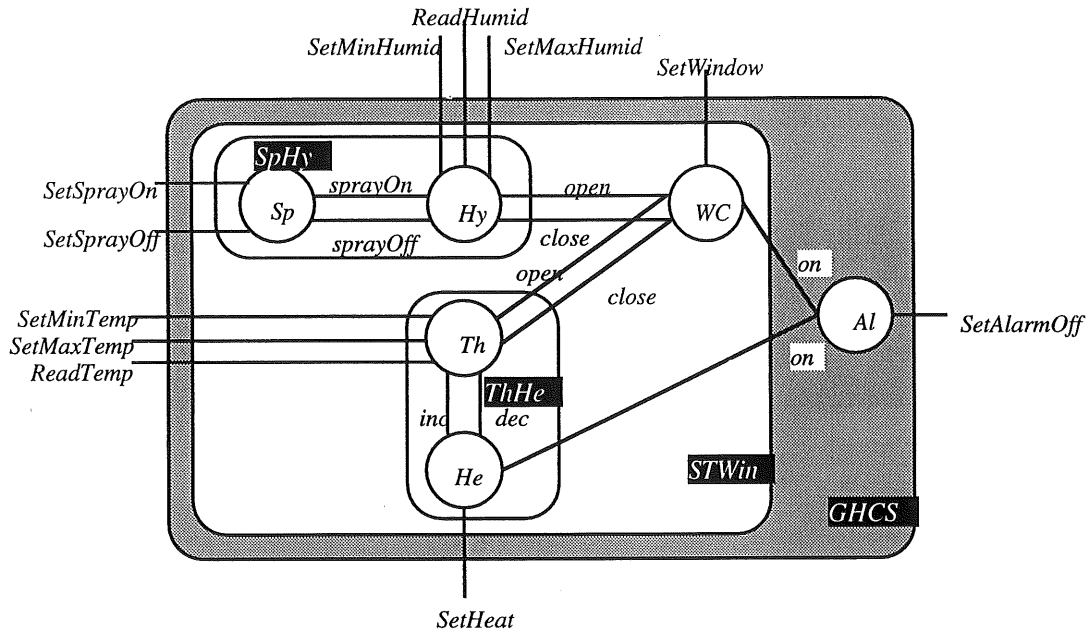 ReadHumid
SetMinHumid
SetMaxHumid
SetWindow
SpHy
SetSprayOn
sprayOn
open
Sp
Hy
WC
SetSprayOff
sprayOff
close
open
on
close
SetMinTemp
Th
Al
SetAlarmOff
SetMaxTemp
on
ReadTemp
ThHe
inc
dec
He
STWin
GHCS
SetHeat